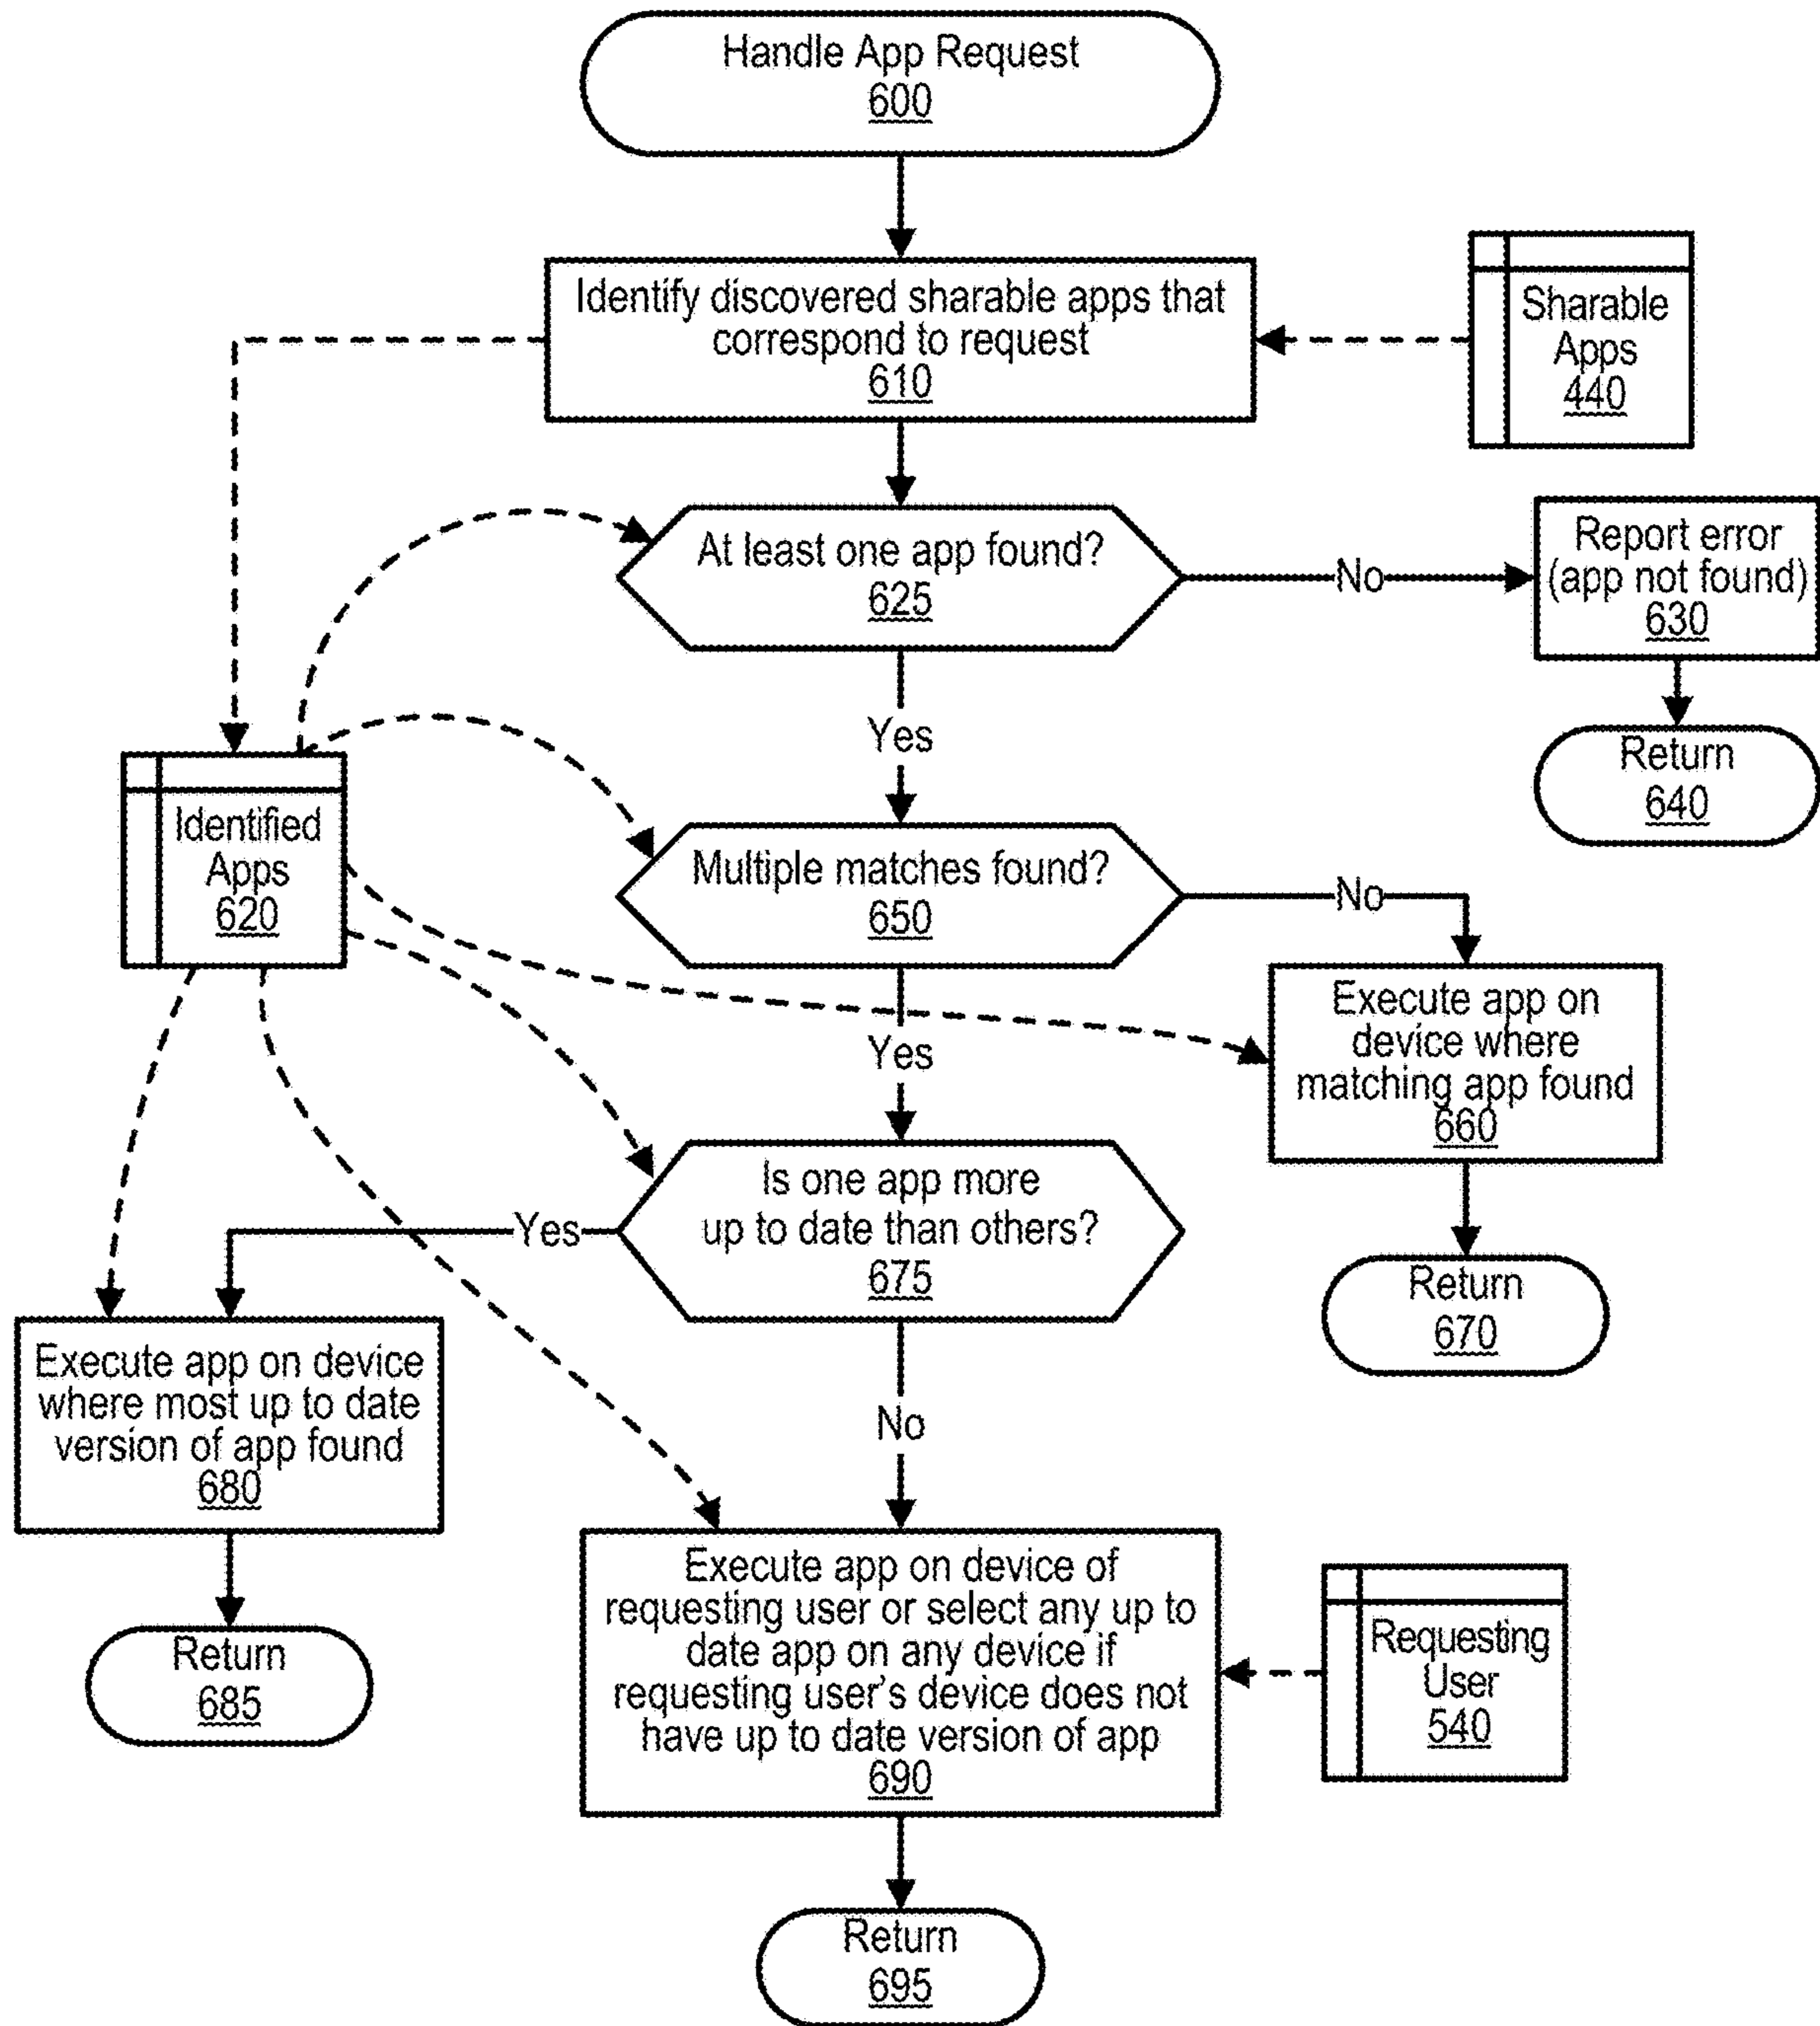 Handle App Request
600
Identify discovered sharable apps that
correspond to request
610
Sharable
Apps
440
At least one app found?
625
No
Report error
(app not found)
630
Return
640
Yes
Identified
Apps
620
Multiple matches found?
650
No
Execute app on
device where
matching app found
660
Return
670
Yes
Is one app more
up to date than others?
675
Yes
Execute app on device
where most up to date
version of app found
680
Return
685
No
Execute app on device of
requesting user or select any up to
date app on any device if
requesting user's device does not
have up to date version of app
690
Requesting
User
540
Return
695